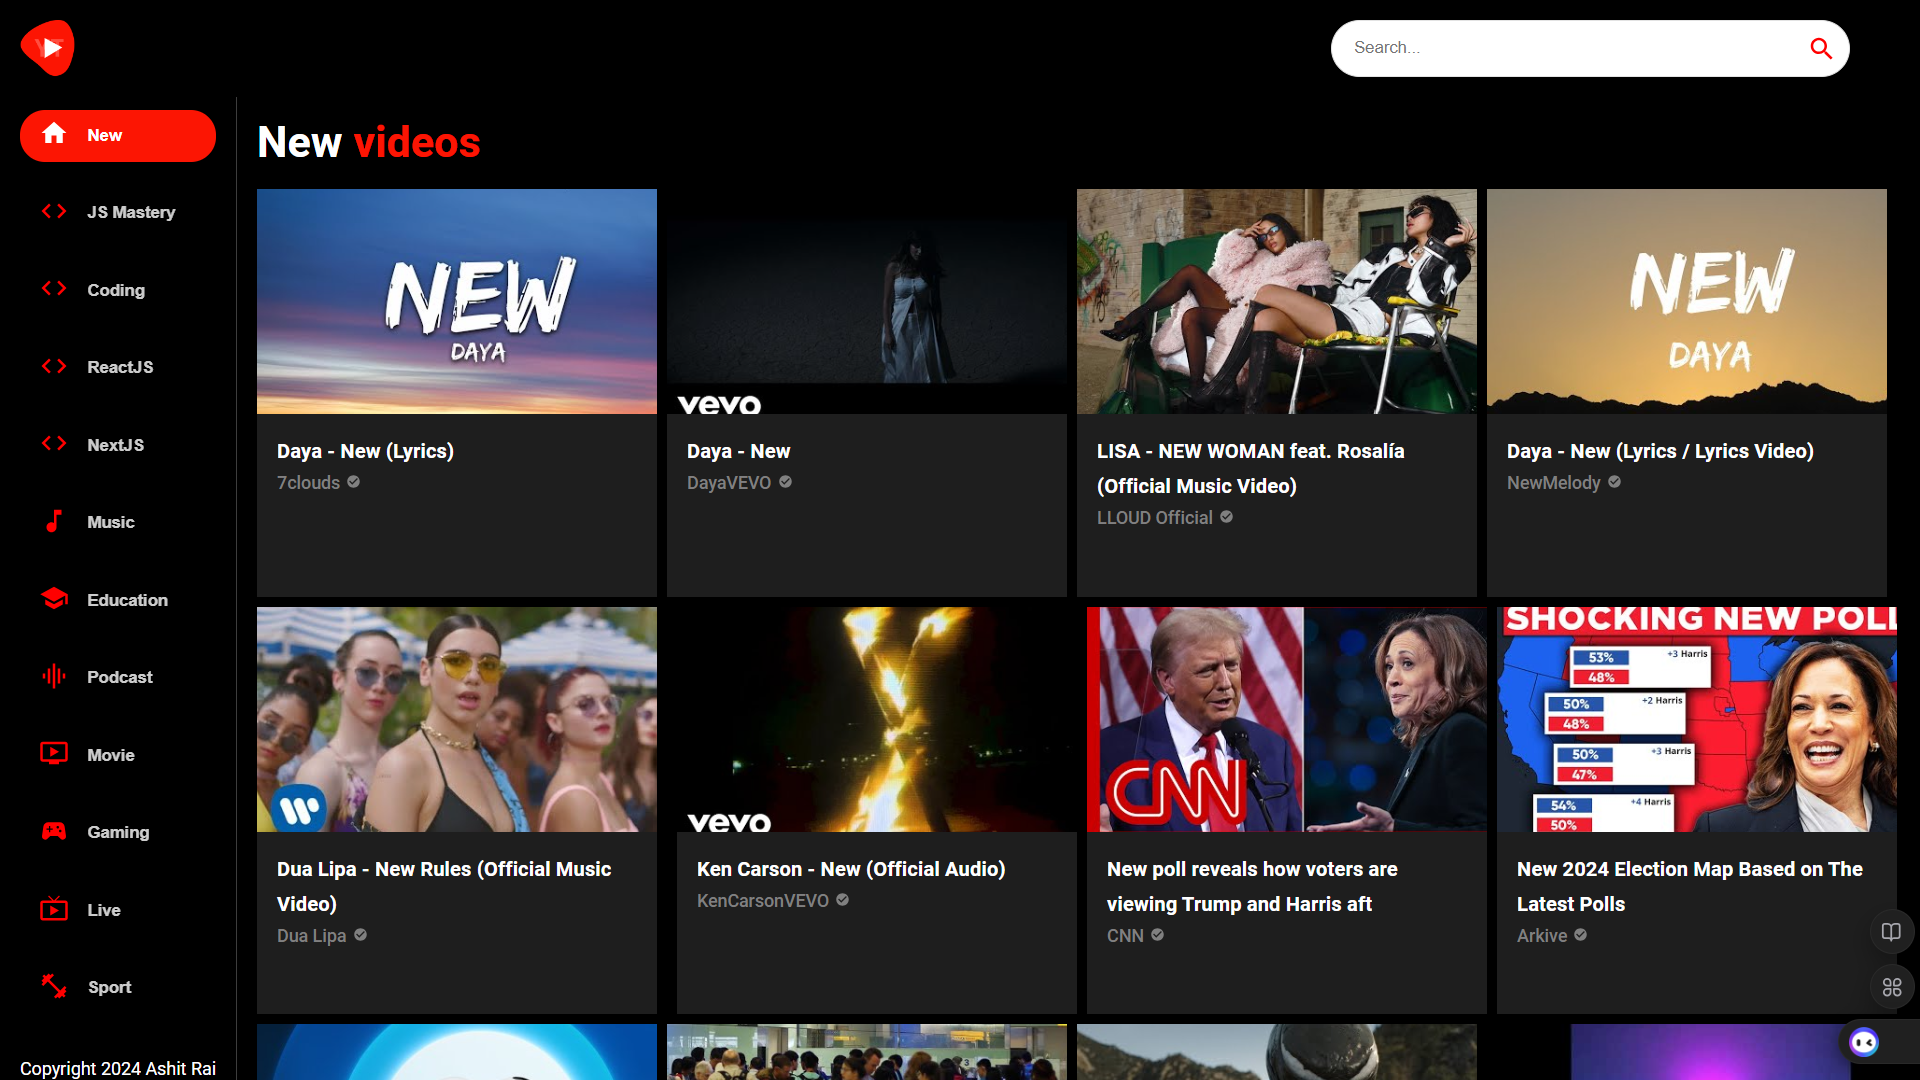 YT
Search...
New
JS Mastery
Coding
ReactJS
NextJS
Music
Education
Podcast
Movie
Gaming
Live
Sport
Copyright 2024 Ashit Rai
New videos
NEW
DAYA
vevo
NEW
DAYA
Daya - New (Lyrics)
7clouds
Daya - New
DayaVEVO
LISA - NEW WOMAN feat. Rosalía
(Official Music Video)
LLOUD Official
Daya - New (Lyrics / Lyrics Video)
NewMelody
vevo
CNN
SHOCKING NEW POLL
53% +3 Harris
48%
50% +2 Harris
48%
50% +3 Harris
47%
54% +4 Harris
50%
Dua Lipa - New Rules (Official Music
Video)
Dua Lipa
Ken Carson - New (Official Audio)
KenCarsonVEVO
New poll reveals how voters are
viewing Trump and Harris aft
CNN
New 2024 Election Map Based on The
Latest Polls
Arkive